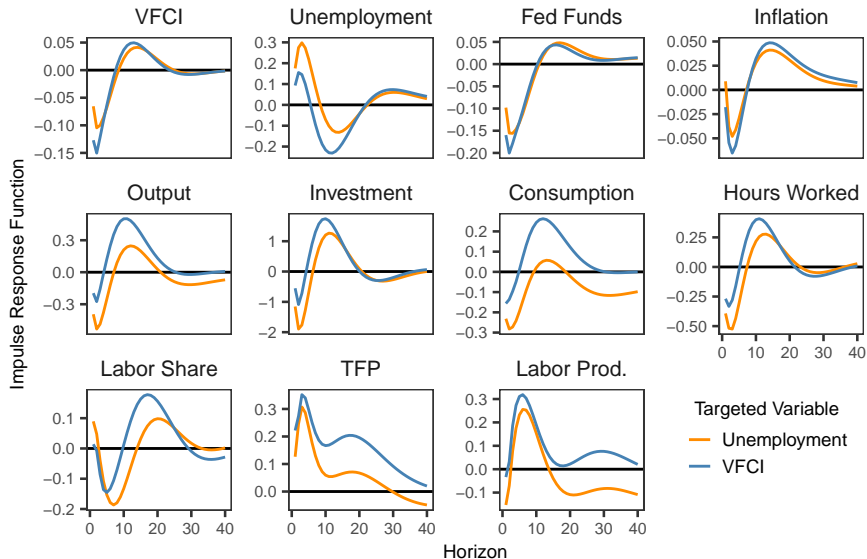 VFCI Unemployment Fed Funds Inflation
0.05 0.00 −0.05 −0.10 −0.15
0.3 0.2 0.1 0.0 −0.1 −0.2
0.05 0.00 −0.05 −0.10 −0.15 −0.20
0.050 0.025 0.000 −0.025 −0.050
Impulse Response Function
Output Investment Consumption Hours Worked
0.3 0.0 −0.3
1 0 −1 −2
0.2 0.1 0.0 −0.1 −0.2 −0.3
0.25 0.00 −0.25 −0.50
0 10 20 30 40
Labor Share TFP Labor Prod.
0.1 0.0 −0.1 −0.2
0.3 0.2 0.1 0.0
0.3 0.2 0.1 0.0 −0.1
0 10 20 30 40 0 10 20 30 40 0 10 20 30 40
Horizon
Targeted Variable
Unemployment
VFCI